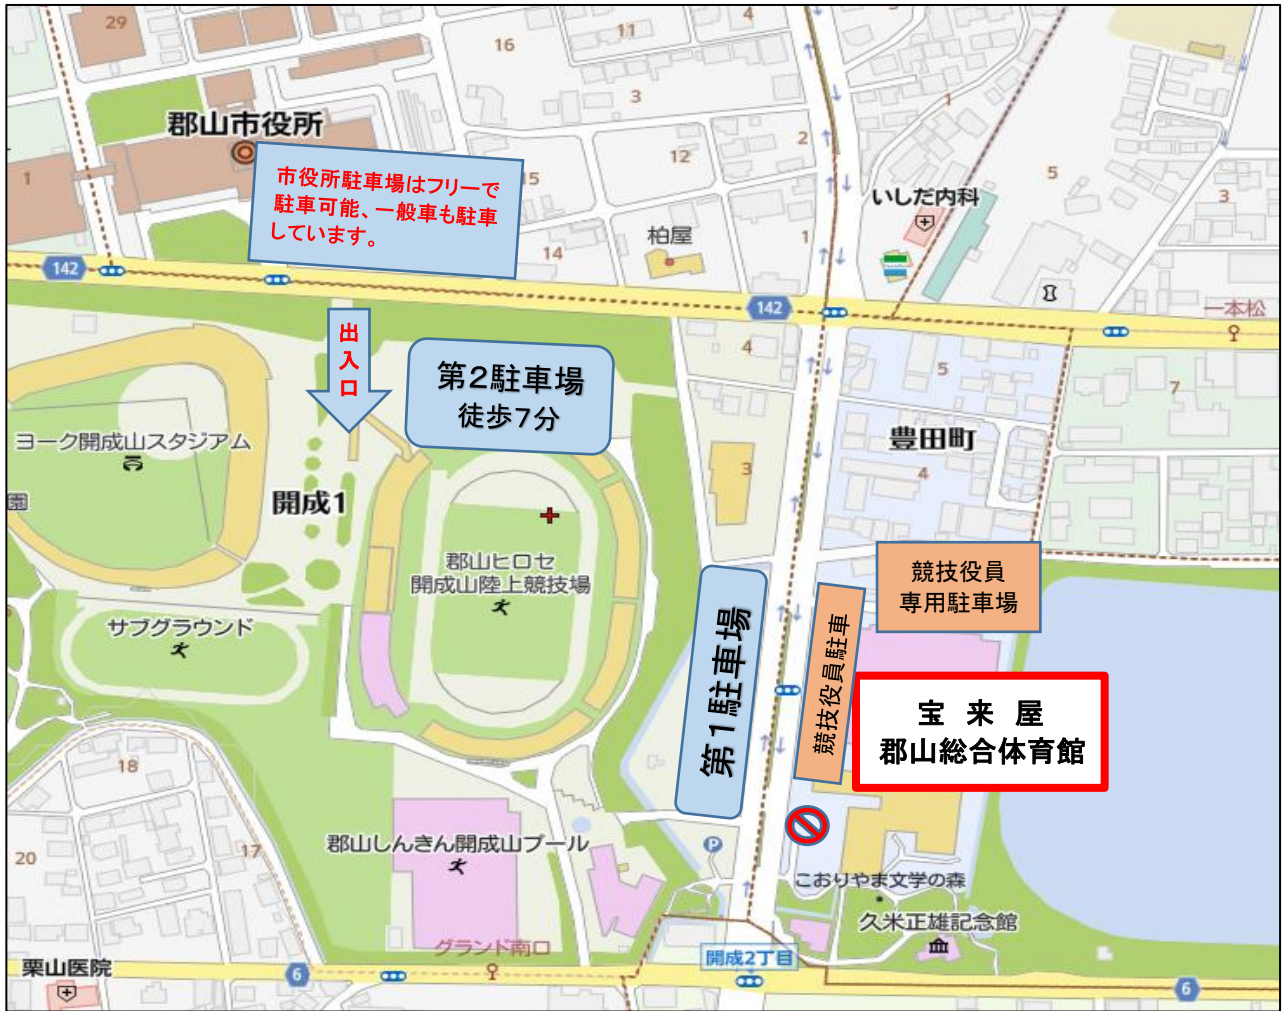 29
16
11
4
3
郡山市役所
12
2
1
5
1
15
市役所駐車場はフリーで
駐車可能、一般車も駐車
しています。
いしだ内科
3
柏屋
1
14
142
142
一本松
出
入
口
第2駐車場
徒歩7分
4
5
7
ヨーク開成山スタジアム
豊田町
3
4
園
開成1
郡山ヒロセ
開成山陸上競技場
競技役員
専用駐車場
サブグラウンド
第1駐車場
競技役員駐車
宝来屋
郡山総合体育館
18
20
17
郡山しんきん開成山プール
P
こおりやま文学の森
久米正雄記念館
グランド南口
開成2丁目
栗山医院
6
6